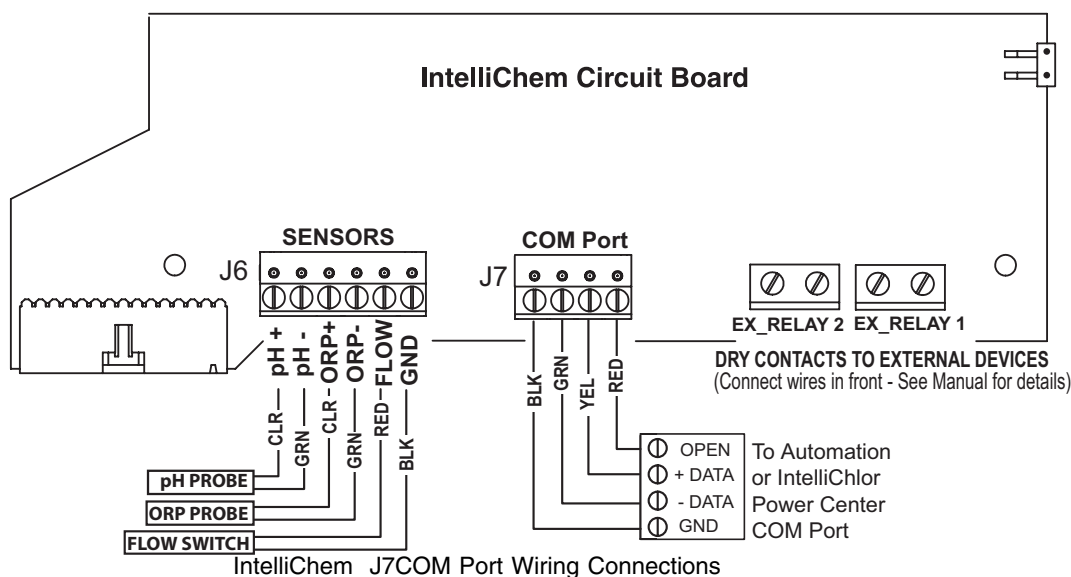 IntelliChem Circuit Board
SENSORS
J6
COM Port
J7
EX_RELAY 2
EX_RELAY 1
DRY CONTACTS TO EXTERNAL DEVICES
(Connect wires in front - See Manual for details)
pH +
pH -
ORP+
ORP-
FLOW
GND
CLR
GRN
CLR
GRN
RED
BLK
BLK
GRN
YEL
RED
pH PROBE
ORP PROBE
FLOW SWITCH
OPEN
+ DATA
- DATA
GND
To Automation
or IntelliChlor
Power Center
COM Port
IntelliChem J7COM Port Wiring Connections